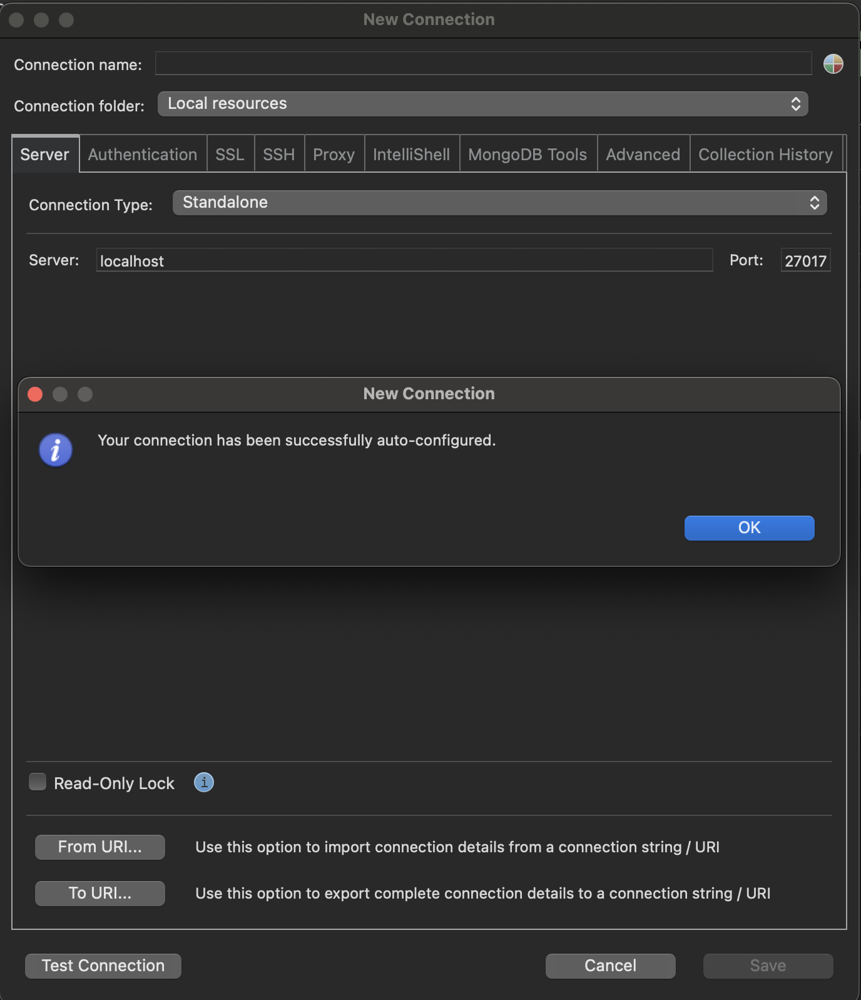 New Connection
Connection name:
Connection folder: Local resources
Server Authentication SSL SSH Proxy IntelliShell MongoDB Tools Advanced Collection History
Connection Type: Standalone
Server: localhost Port: 27017
New Connection
Your connection has been successfully auto-configured.
OK
Read-Only Lock
From URI... Use this option to import connection details from a connection string / URI
To URI... Use this option to export complete connection details to a connection string / URI
Test Connection Cancel Save